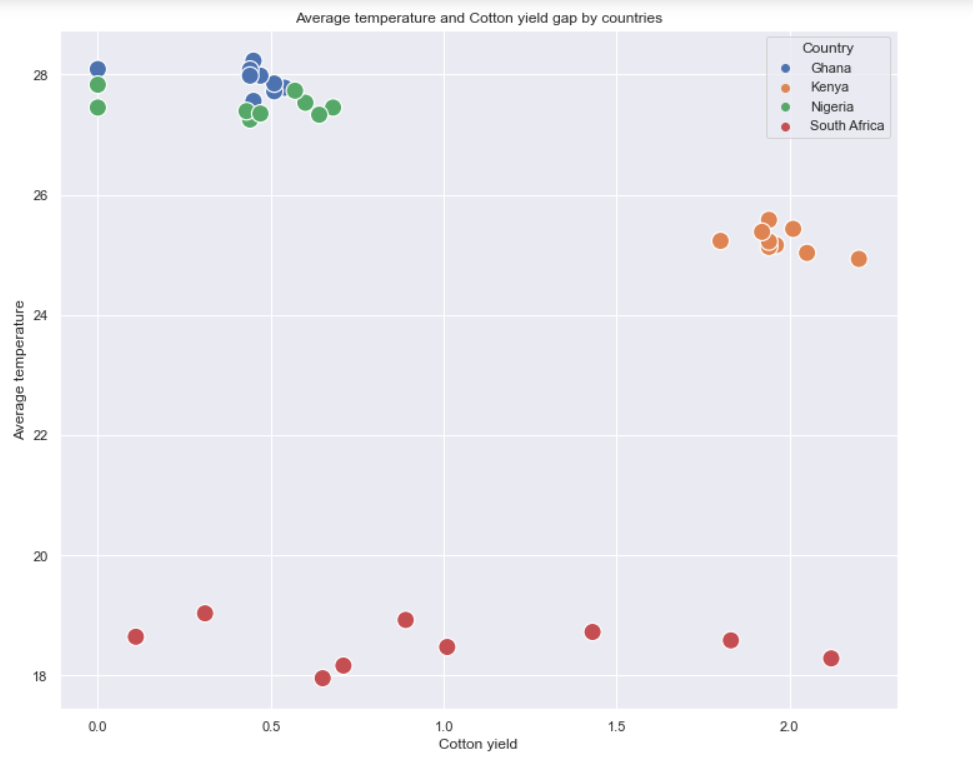 Average temperature and Cotton yield gap by countries
Country
Ghana
Kenya
Nigeria
South Africa
Average temperature
28
26
24
22
20
18
0.0 0.5 1.0 1.5 2.0
Cotton yield